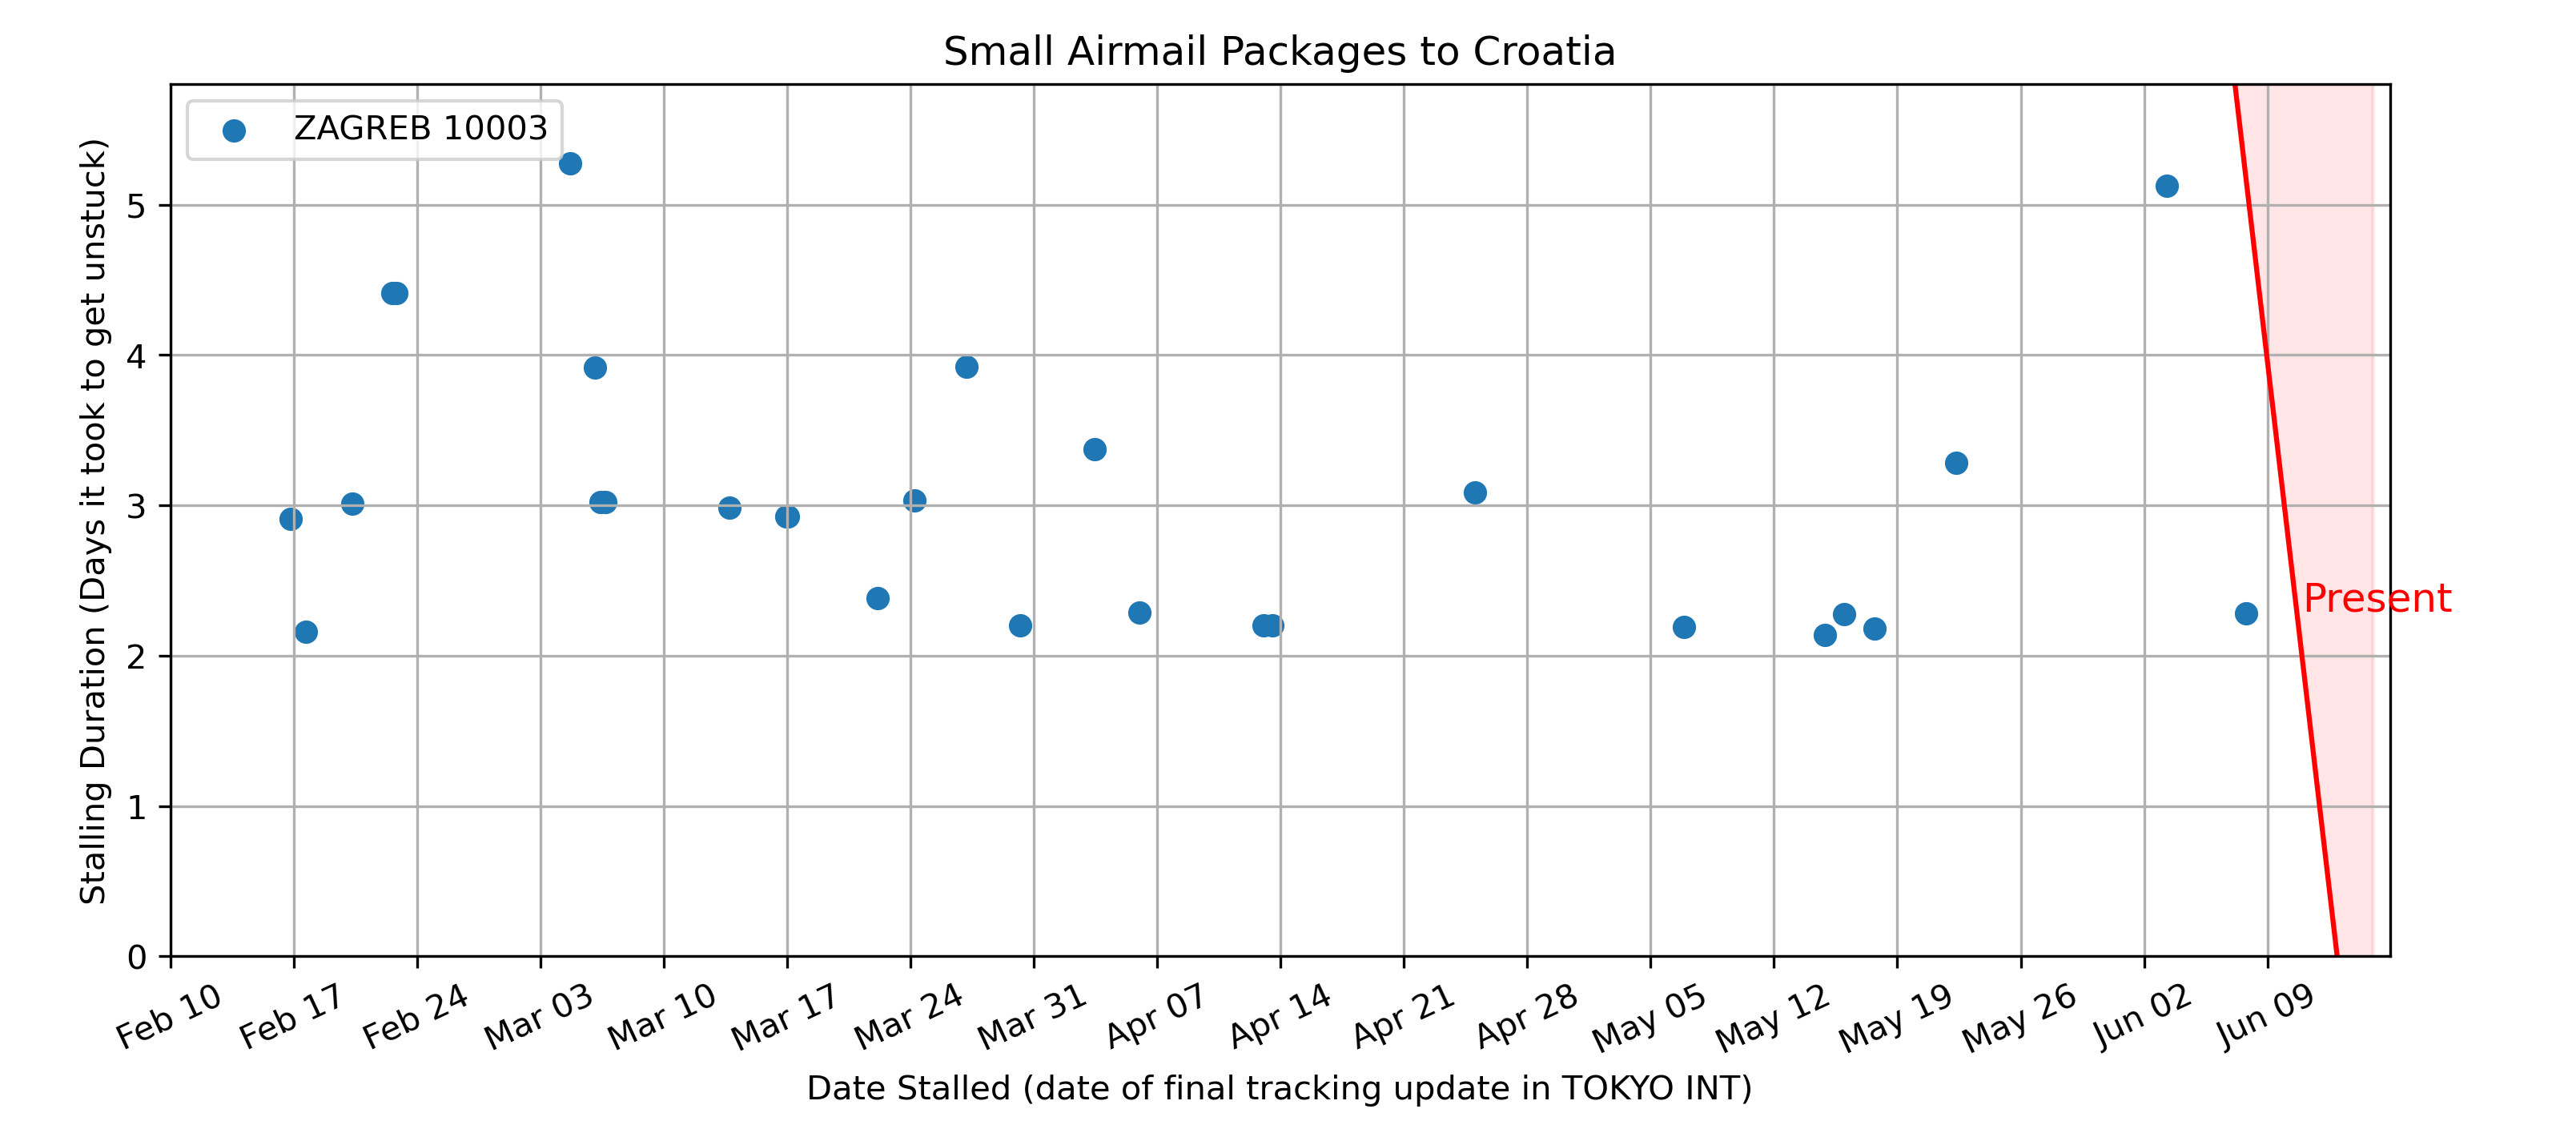 Small Airmail Packages to Croatia
ZAGREB 10003
Stalling Duration (Days it took to get unstuck)
5
4
3
2
1
0
Present
Feb 10
Feb 17
Feb 24
Mar 03
Mar 10
Mar 17
Mar 24
Mar 31
Apr 07
Apr 14
Apr 21
Apr 28
May 05
May 12
May 19
May 26
Jun 02
Jun 09
Date Stalled (date of final tracking update in TOKYO INT)